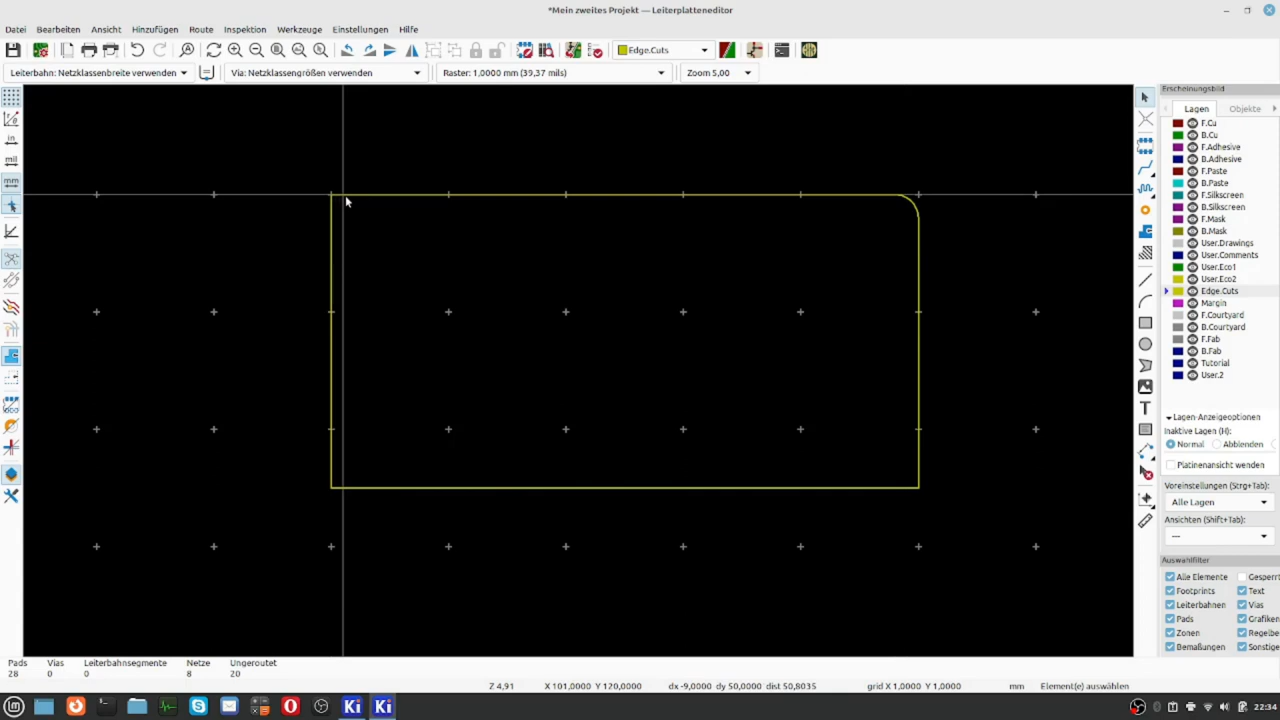 *Mein zweites Projekt — Leiterplatteneditor
Datei Bearbeiten Ansicht Hinzufügen Route Inspektion Werkzeuge Einstellungen Hilfe
Edge.Cuts
Leiterbahn: Netzklassenbreite verwenden Via: Netzklassengrößen verwenden Raster: 1,0000 mm (39,37 mils) Zoom 5,00
Erscheinungsbild
Lagen Objekte
in
mil
mm
F.Cu
B.Cu
F.Adhesive
B.Adhesive
F.Paste
B.Paste
F.Silkscreen
B.Silkscreen
F.Mask
B.Mask
User.Drawings
User.Comments
User.Eco1
User.Eco2
Edge.Cuts
Margin
F.Courtyard
B.Courtyard
F.Fab
B.Fab
Tutorial
User.2
Lagen-Anzeigeoptionen
Inaktive Lagen (H):
Normal Abblenden
Platinenansicht wenden
Voreinstellungen (Strg+Tab):
Alle Lagen
Ansichten (Shift+Tab):
---
Auswahlfilter
Alle Elemente Gesperrt
Footprints Text
Leiterbahnen Vias
Pads Grafiken
Zonen Regelbe
Bemaßungen Sonstige
Pads Vias Leiterbahnsegmente Netze Ungeroutet
28 0 0 8 20
Z 4,91 X 101,0000 Y 120,0000 dx -9,0000 dy 50,0000 dist 50,8035 grid X 1,0000 Y 1,0000 mm Element(e) auswählen
22:34